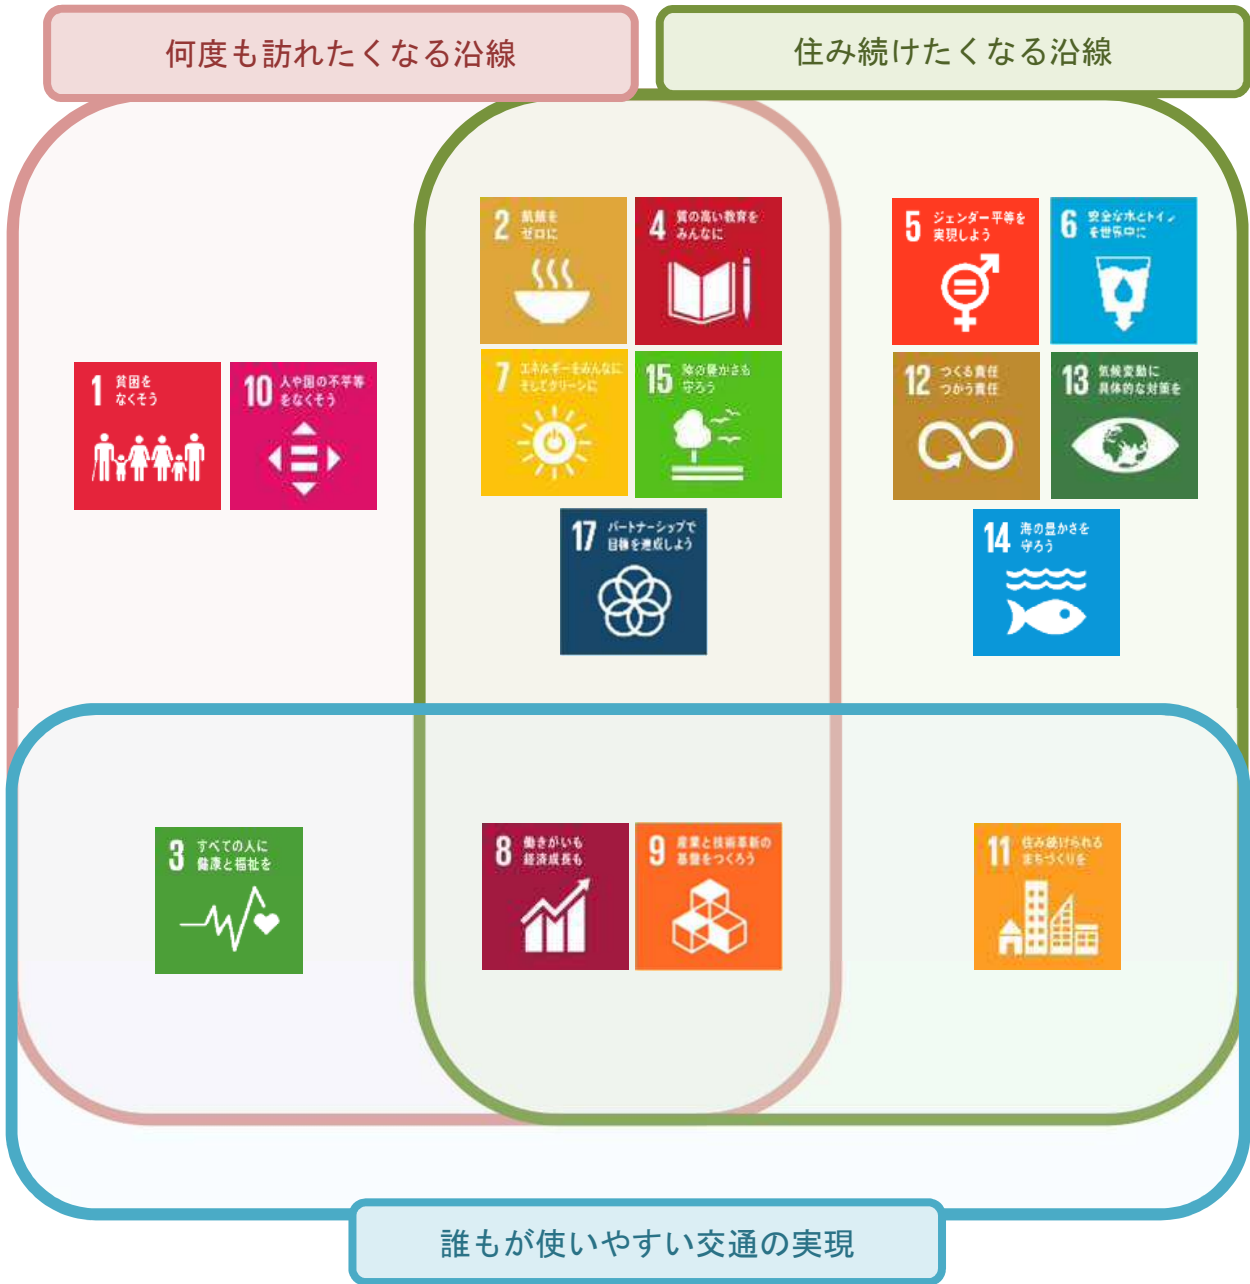 何度も訪れたくなる沿線
住み続けたくなる沿線
2 飢餓を
ゼロに
4 質の高い教育を
みんなに
5 ジェンダー平等を
実現しよう
6 安全な水とトイレ
を世界中に
7 エネルギーをみんなに
そしてクリーンに
15 陸の豊かさも
守ろう
12 つくる責任
つかう責任
13 気候変動に
具体的な対策を
1 貧困を
なくそう
10 人や国の不平等
をなくそう
17 パートナーシップで
目標を達成しよう
14 海の豊かさを
守ろう
3 すべての人に
健康と福祉を
8 働きがいも
経済成長も
9 産業と技術革新の
基盤をつくろう
11 住み続けられる
まちづくりを
誰もが使いやすい交通の実現